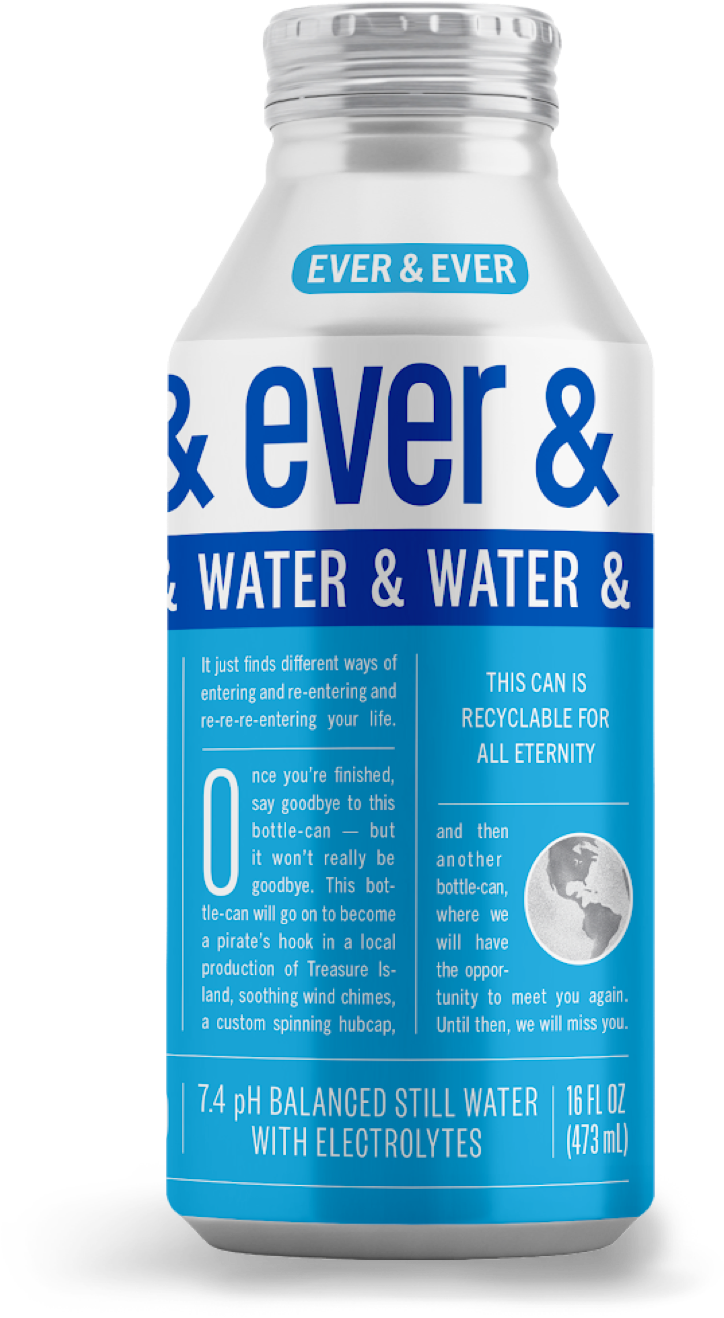 EVER & EVER
& ever &
& WATER & WATER &
It just finds different ways of
entering and re-entering and
re-re-re-entering your life.
Once you're finished,
say goodbye to this
bottle-can — but
it won't really be
goodbye. This bot-
tle-can will go on to become
a pirate's hook in a local
production of Treasure Is-
land, soothing wind chimes,
a custom spinning hubcap,
THIS CAN IS
RECYCLABLE FOR
ALL ETERNITY
and then
another
bottle-can,
where we
will have
the oppor-
tunity to meet you again.
Until then, we will miss you.
7.4 pH BALANCED STILL WATER
WITH ELECTROLYTES
16 FL OZ
(473 mL)